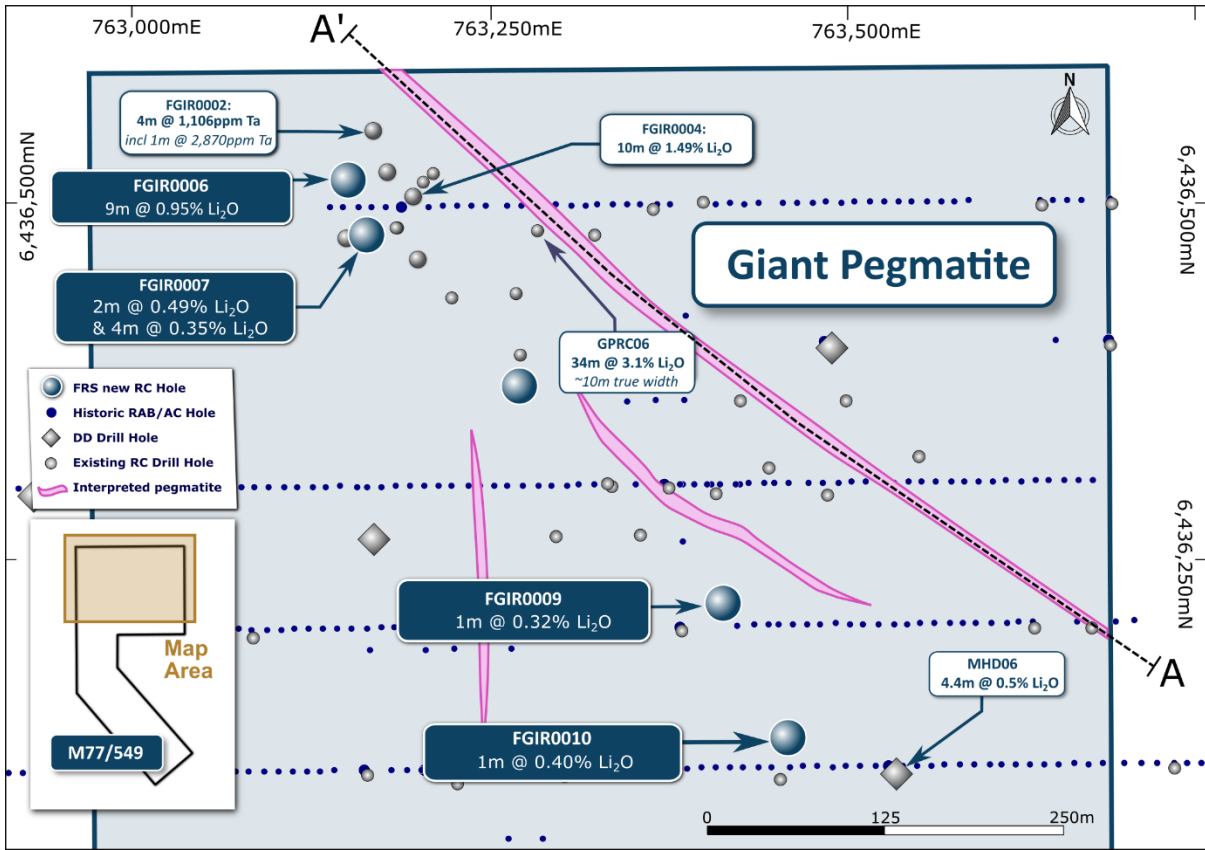 763,000mE
763,250mE
763,500mE
A'
N
FGIR0002:
4m @ 1,106ppm Ta
incl 1m @ 2,870ppm Ta
FGIR0004:
10m @ 1.49% Li₂O
6,436,500mN
6,436,500mN
FGIR0006
9m @ 0.95% Li₂O
Giant Pegmatite
FGIR0007
2m @ 0.49% Li₂O
& 4m @ 0.35% Li₂O
GPRC06
34m @ 3.1% Li₂O
~10m true width
FRS new RC Hole
Historic RAB/AC Hole
DD Drill Hole
Existing RC Drill Hole
Interpreted pegmatite
6,436,250mN
FGIR0009
1m @ 0.32% Li₂O
Map
Area
M77/549
MHD06
4.4m @ 0.5% Li₂O
A
FGIR0010
1m @ 0.40% Li₂O
0
125
250m